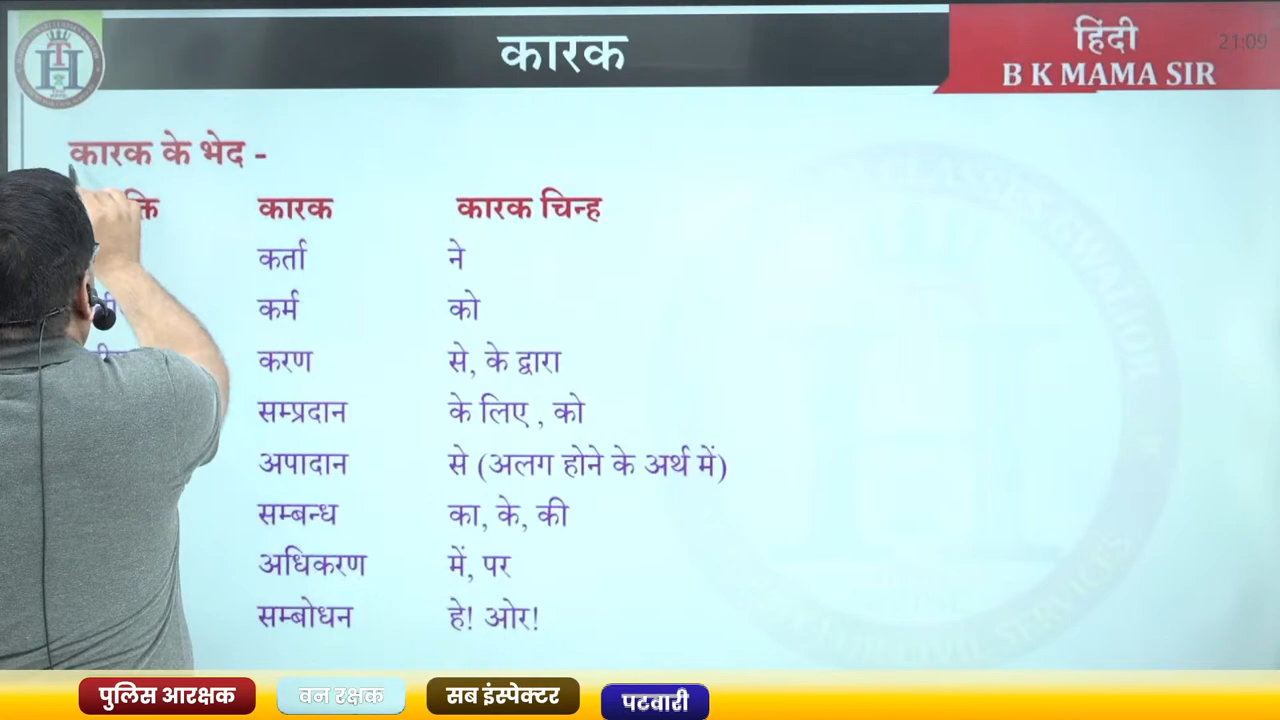 कारक
हिंदी
B K MAMA SIR
21:09
कारक के भेद -
कारक कारक चिन्ह
कर्ता ने
कर्म को
करण से, के द्वारा
सम्प्रदान के लिए , को
अपादान से (अलग होने के अर्थ में)
सम्बन्ध का, के, की
अधिकरण में, पर
सम्बोधन हे! ओर!
पुलिस आरक्षक वन रक्षक सब इंस्पेक्टर पटवारी